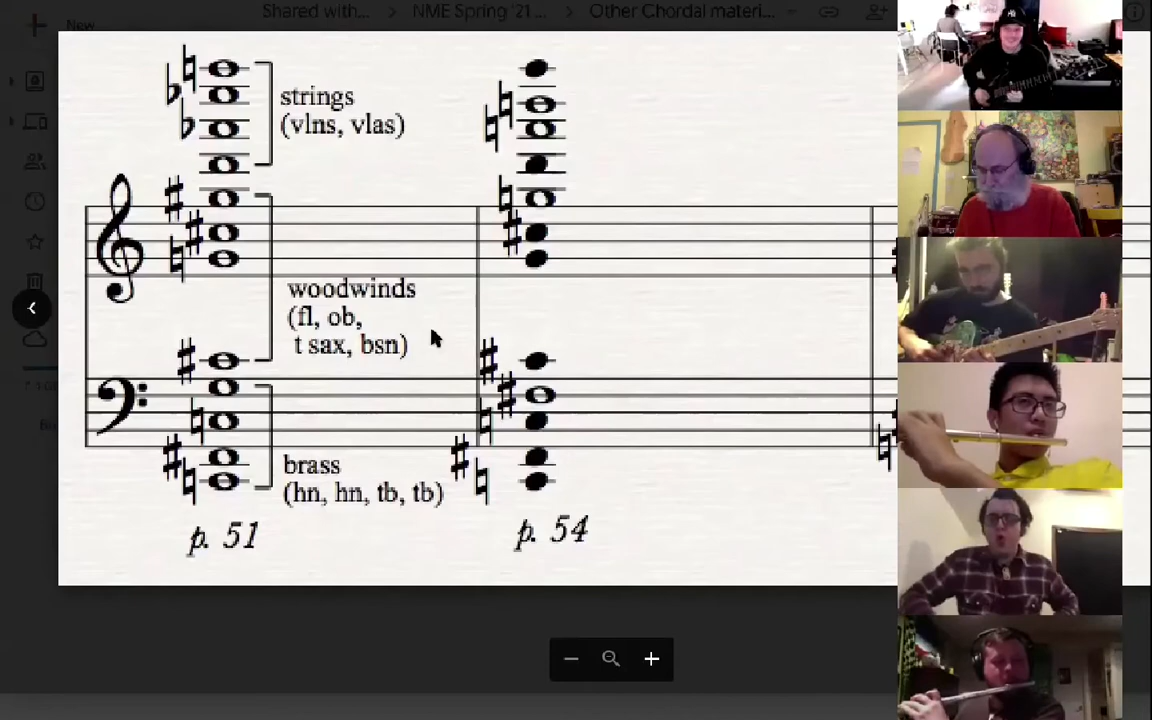 New
Shared with...
NME Spring '21 ...
Other Chordal materi...
strings
(vlns, vlas)
woodwinds
(fl, ob,
t sax, bsn)
brass
(hn, hn, tb, tb)
p. 51
p. 54